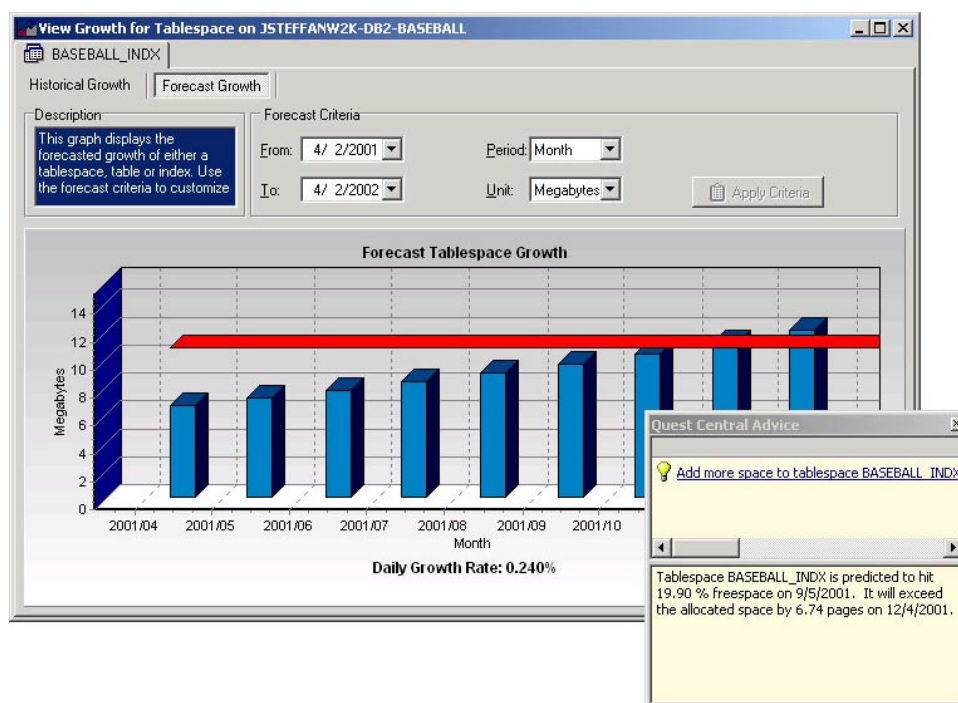 View Growth for Tablespace on JSTEFFANW2K-DB2-BASEBALL
BASEBALL_INDX
Historical Growth
Forecast Growth
Description
This graph displays the
forecasted growth of either a
tablespace, table or index. Use
the forecast criteria to customize
Forecast Criteria
From: 4/ 2/2001
Period: Month
To: 4/ 2/2002
Unit: Megabytes
Apply Criteria
Forecast Tablespace Growth
Megabytes
14
12
10
8
6
4
2
0
2001/04 2001/05 2001/06 2001/07 2001/08 2001/09 2001/10
Month
Daily Growth Rate: 0.240%
Quest Central Advice
Add more space to tablespace BASEBALL_INDX
Tablespace BASEBALL_INDX is predicted to hit
19.90 % freespace on 9/5/2001. It will exceed
the allocated space by 6.74 pages on 12/4/2001.